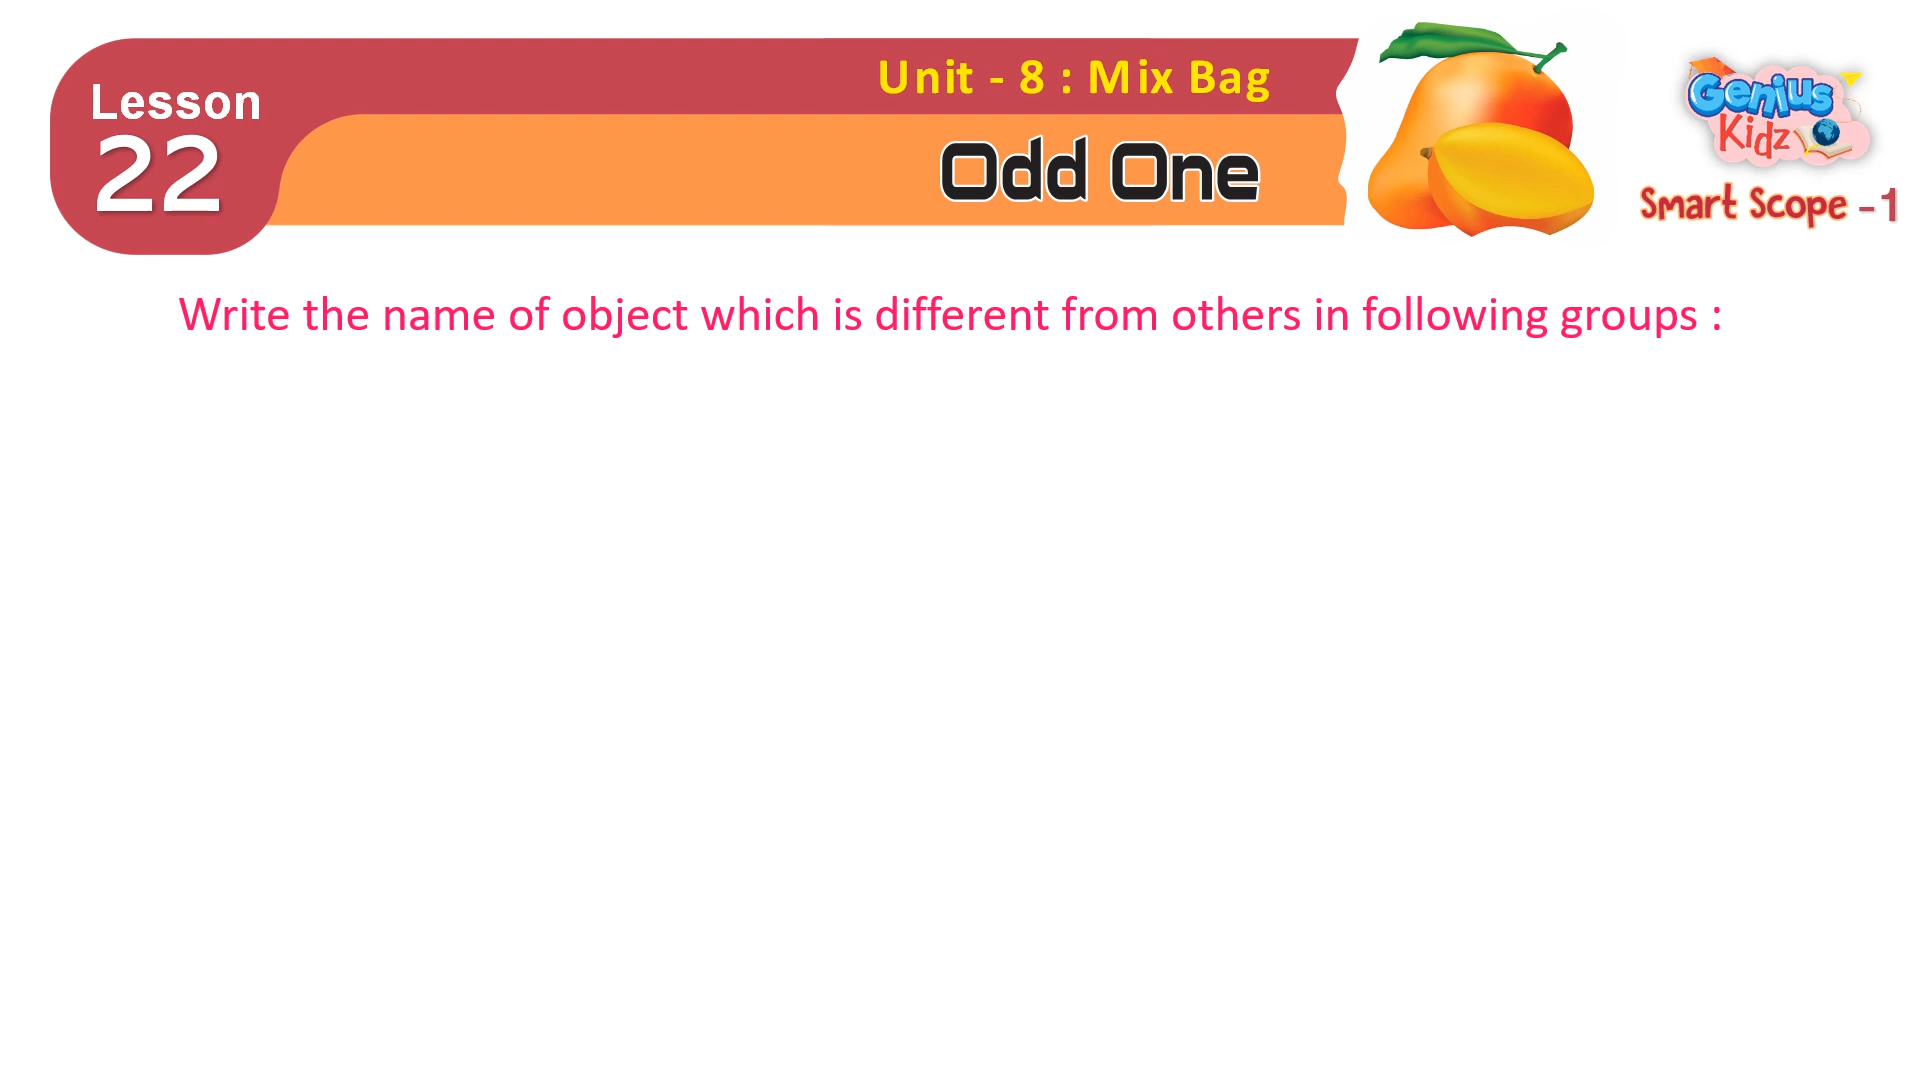 Lesson
22
Unit - 8 : Mix Bag
Odd One
Genius
Kidz
Smart Scope -1
Write the name of object which is different from others in following groups :